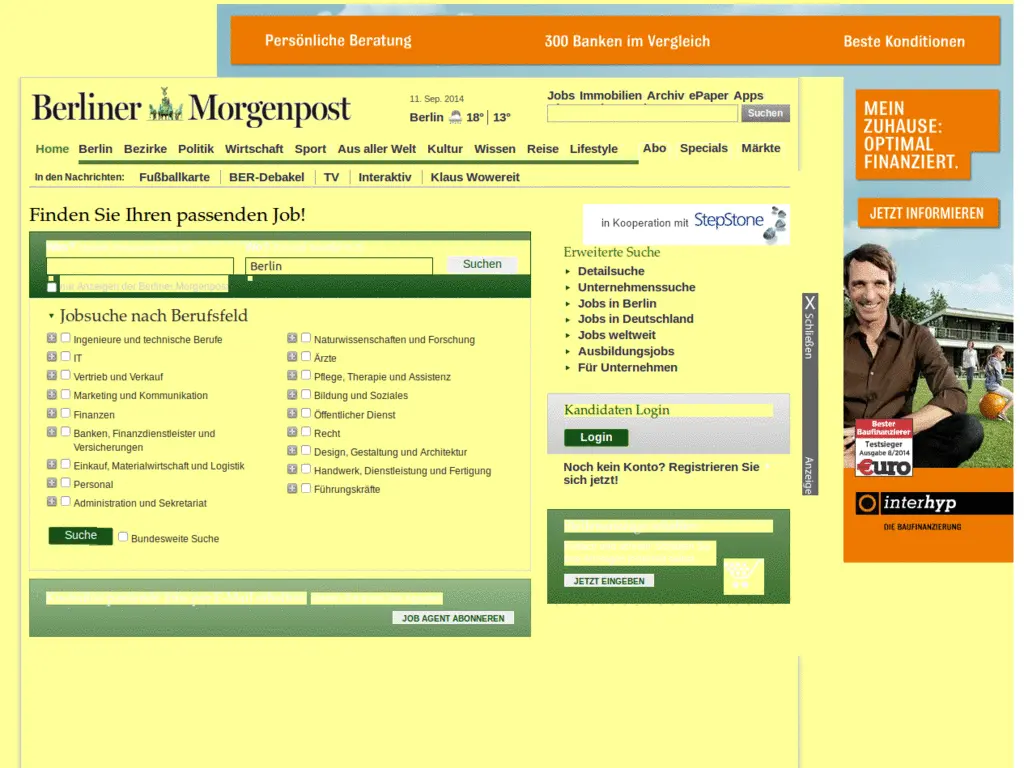 Persönliche Beratung 300 Banken im Vergleich Beste Konditionen
Berliner Morgenpost
11. Sep. 2014
Berlin 18° 13°
Jobs Immobilien Archiv ePaper Apps
Suchen
Home Berlin Bezirke Politik Wirtschaft Sport Aus aller Welt Kultur Wissen Reise Lifestyle Abo Specials Märkte
In den Nachrichten: Fußballkarte BER-Debakel TV Interaktiv Klaus Wowereit
Finden Sie Ihren passenden Job!
Berlin
Suchen
nur Anzeigen der Berliner Morgenpost
Jobsuche nach Berufsfeld
Ingenieure und technische Berufe
IT
Vertrieb und Verkauf
Marketing und Kommunikation
Finanzen
Banken, Finanzdienstleister und
Versicherungen
Einkauf, Materialwirtschaft und Logistik
Personal
Administration und Sekretariat
Naturwissenschaften und Forschung
Ärzte
Pflege, Therapie und Assistenz
Bildung und Soziales
Öffentlicher Dienst
Recht
Design, Gestaltung und Architektur
Handwerk, Dienstleistung und Fertigung
Führungskräfte
Suche
Bundesweite Suche
JOB AGENT ABONNEREN
in Kooperation mit StepStone
Erweiterte Suche
Detailsuche
Unternehmenssuche
Jobs in Berlin
Jobs in Deutschland
Jobs weltweit
Ausbildungsjobs
Für Unternehmen
Kandidaten Login
Login
Noch kein Konto? Registrieren Sie
sich jetzt!
JETZT EINGEBEN
X Schließen
Anzeige
MEIN
ZUHAUSE:
OPTIMAL
FINANZIERT.
JETZT INFORMIEREN
Bester
Baufinanzierer
Testsieger
Ausgabe 8/2014
€uro
interhyp
DIE BAUFINANZIERUNG